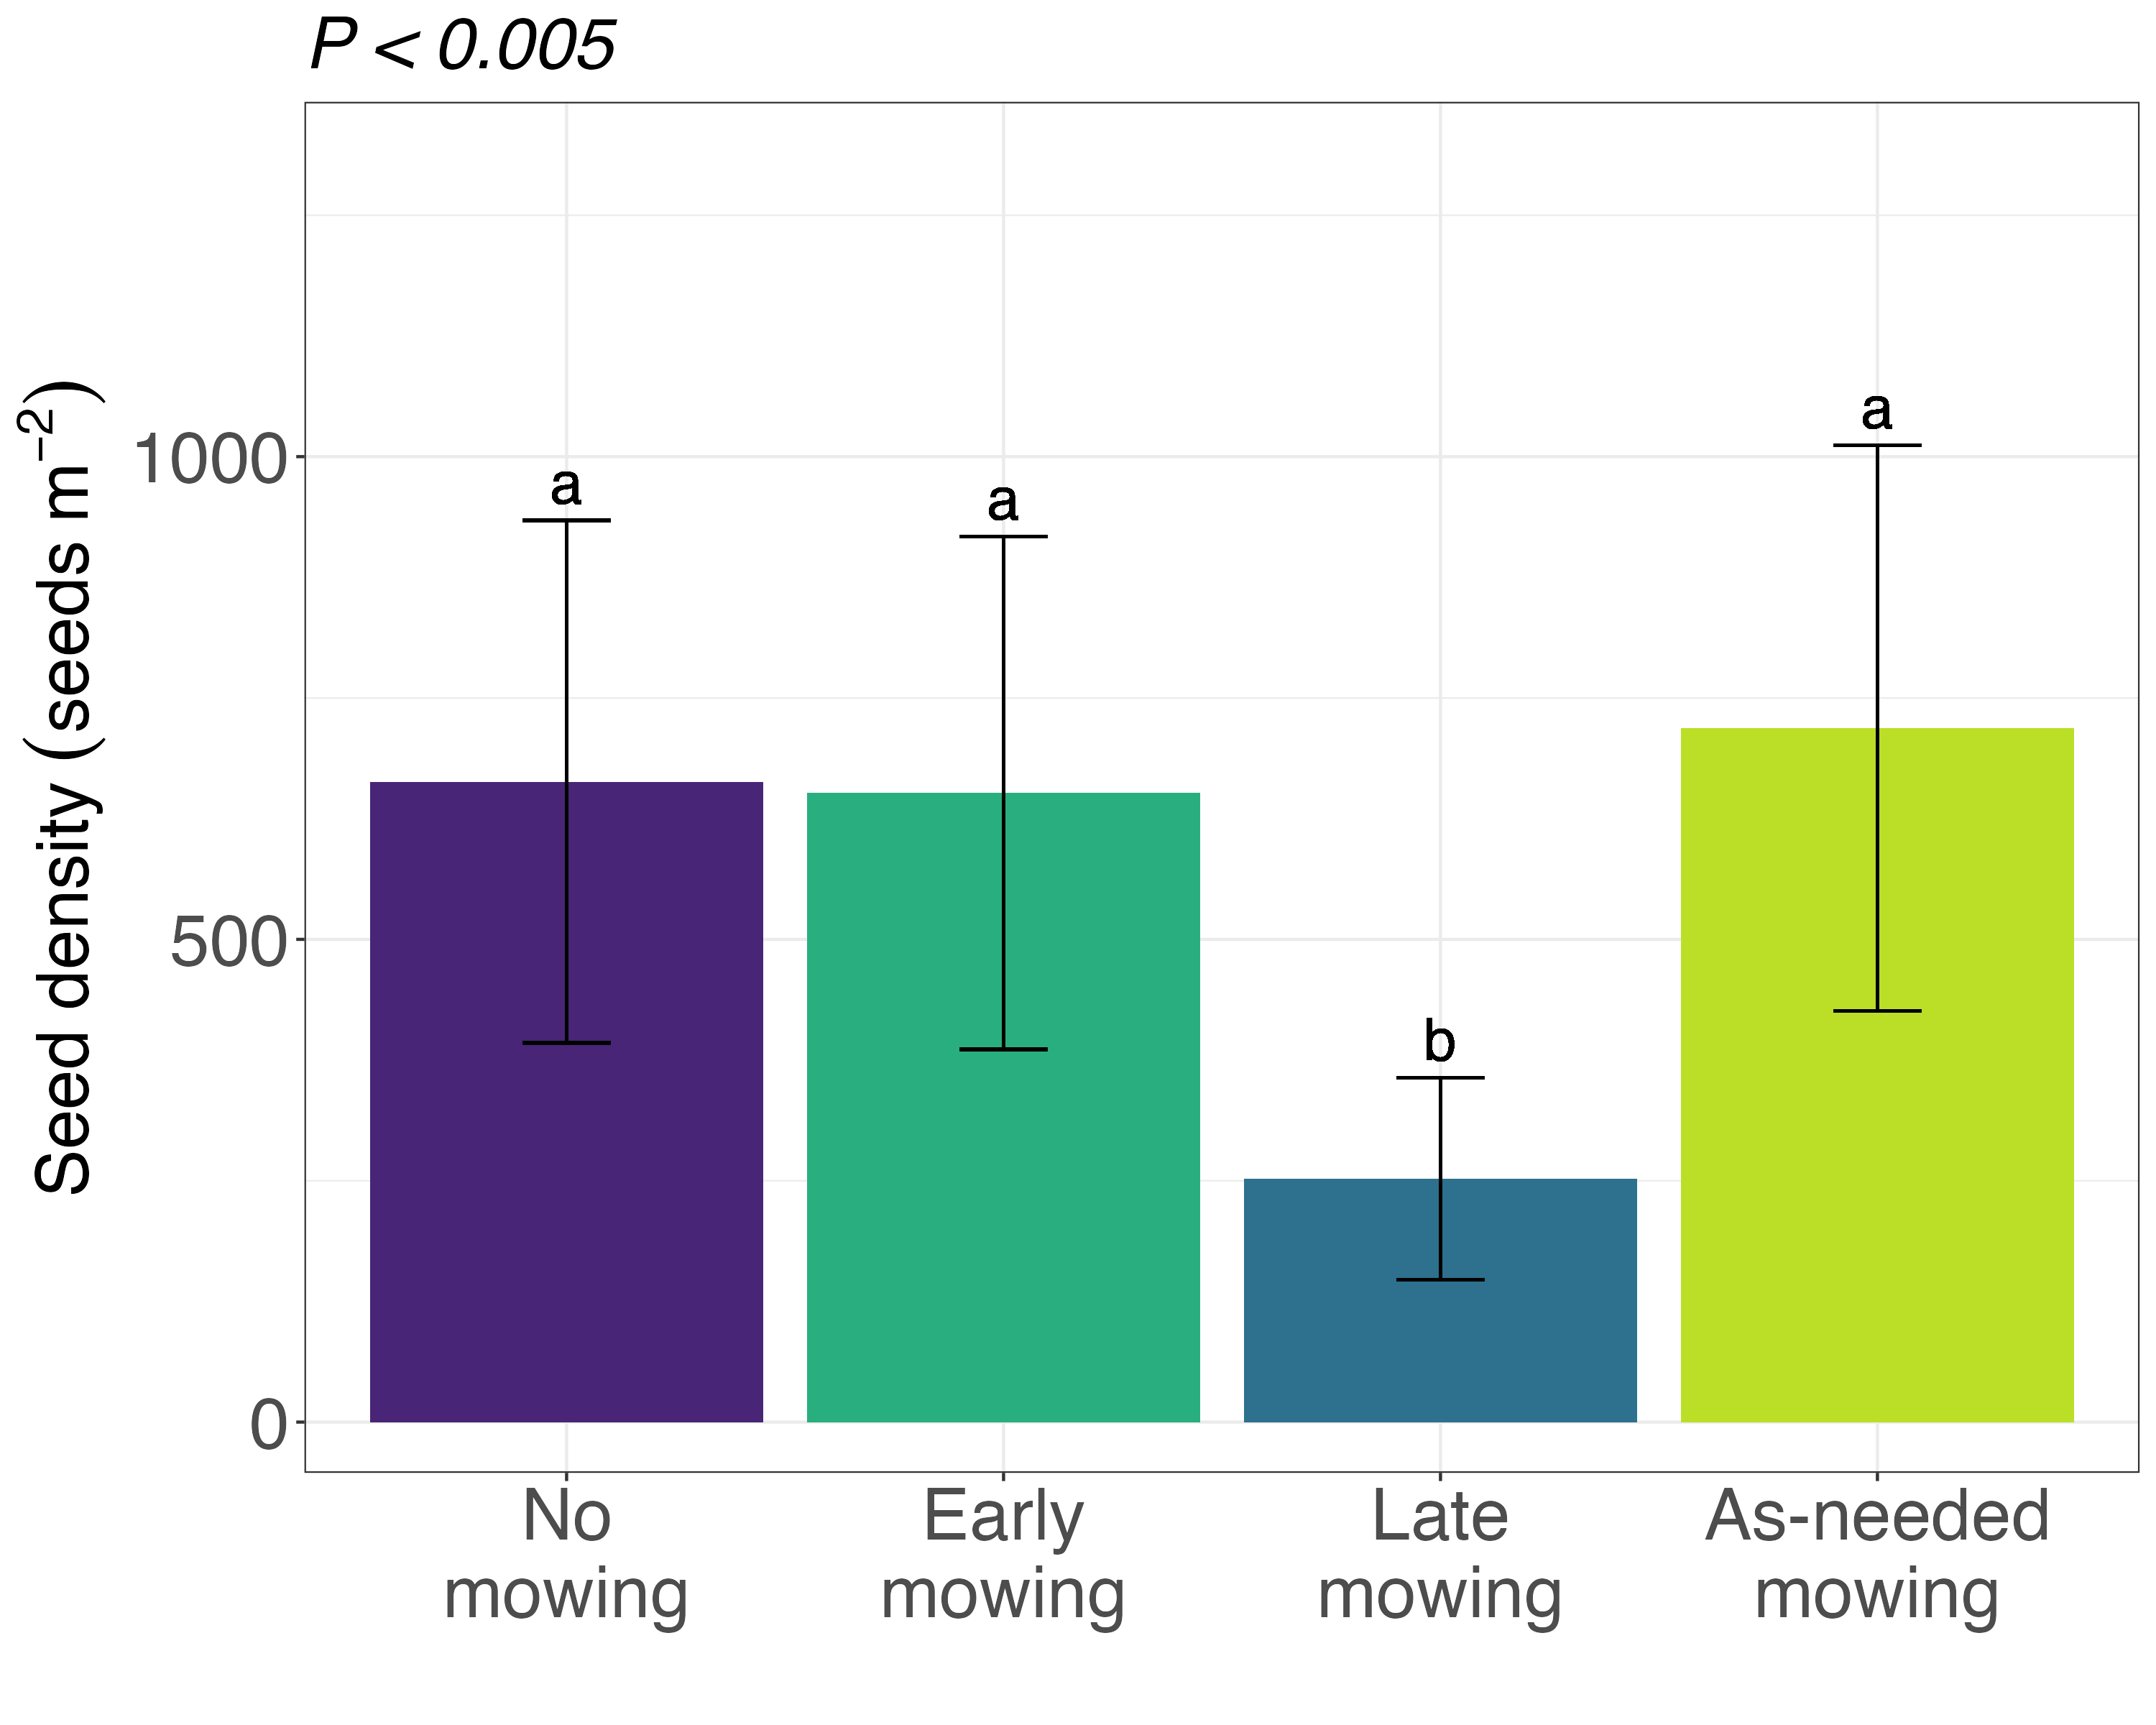 P < 0.005
Seed density (seeds m⁻²)
1000
500
0
a
a
b
a
No
mowing
Early
mowing
Late
mowing
As-needed
mowing